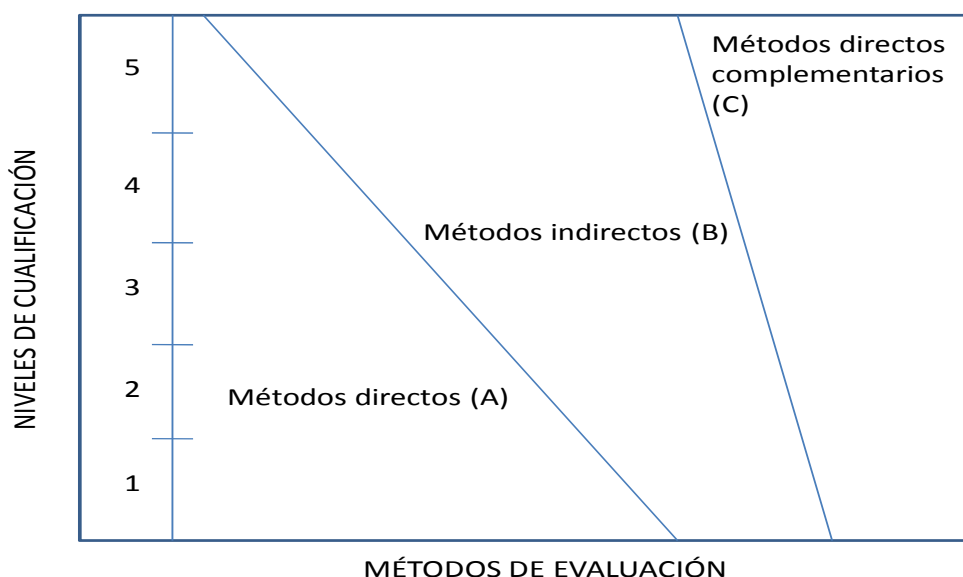 NIVELES DE CUALIFICACIÓN
5
4
3
2
1
Métodos directos
complementarios
(C)
Métodos indirectos (B)
Métodos directos (A)
MÉTODOS DE EVALUACIÓN